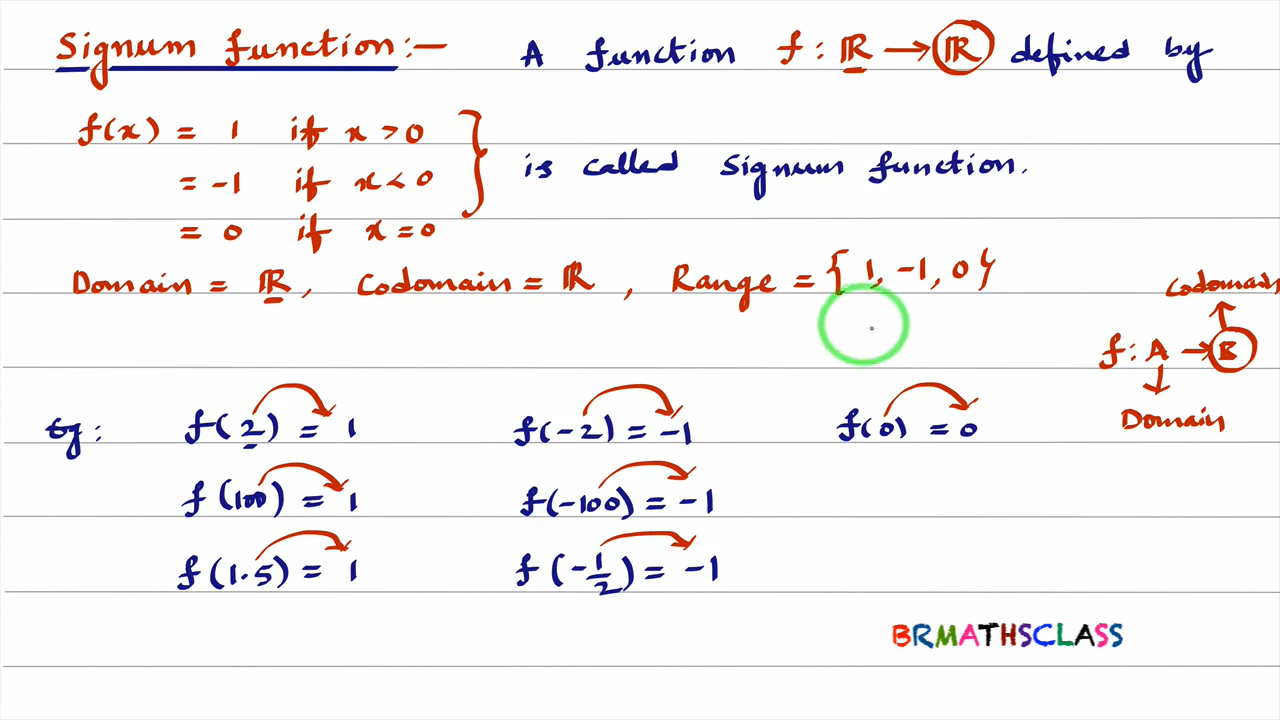 Signum function:- A function f : ℝ → ℝ defined by
f(x) = 1 if x > 0
= -1 if x < 0
= 0 if x = 0
is called Signum function.
Domain = ℝ, Codomain = ℝ, Range = { 1, -1, 0 }
Codomain
f : A → B
Domain
Eg: f(2) = 1 f(-2) = -1 f(0) = 0
f(100) = 1 f(-100) = -1
f(1.5) = 1 f(-1/2) = -1
BRMATHSCLASS